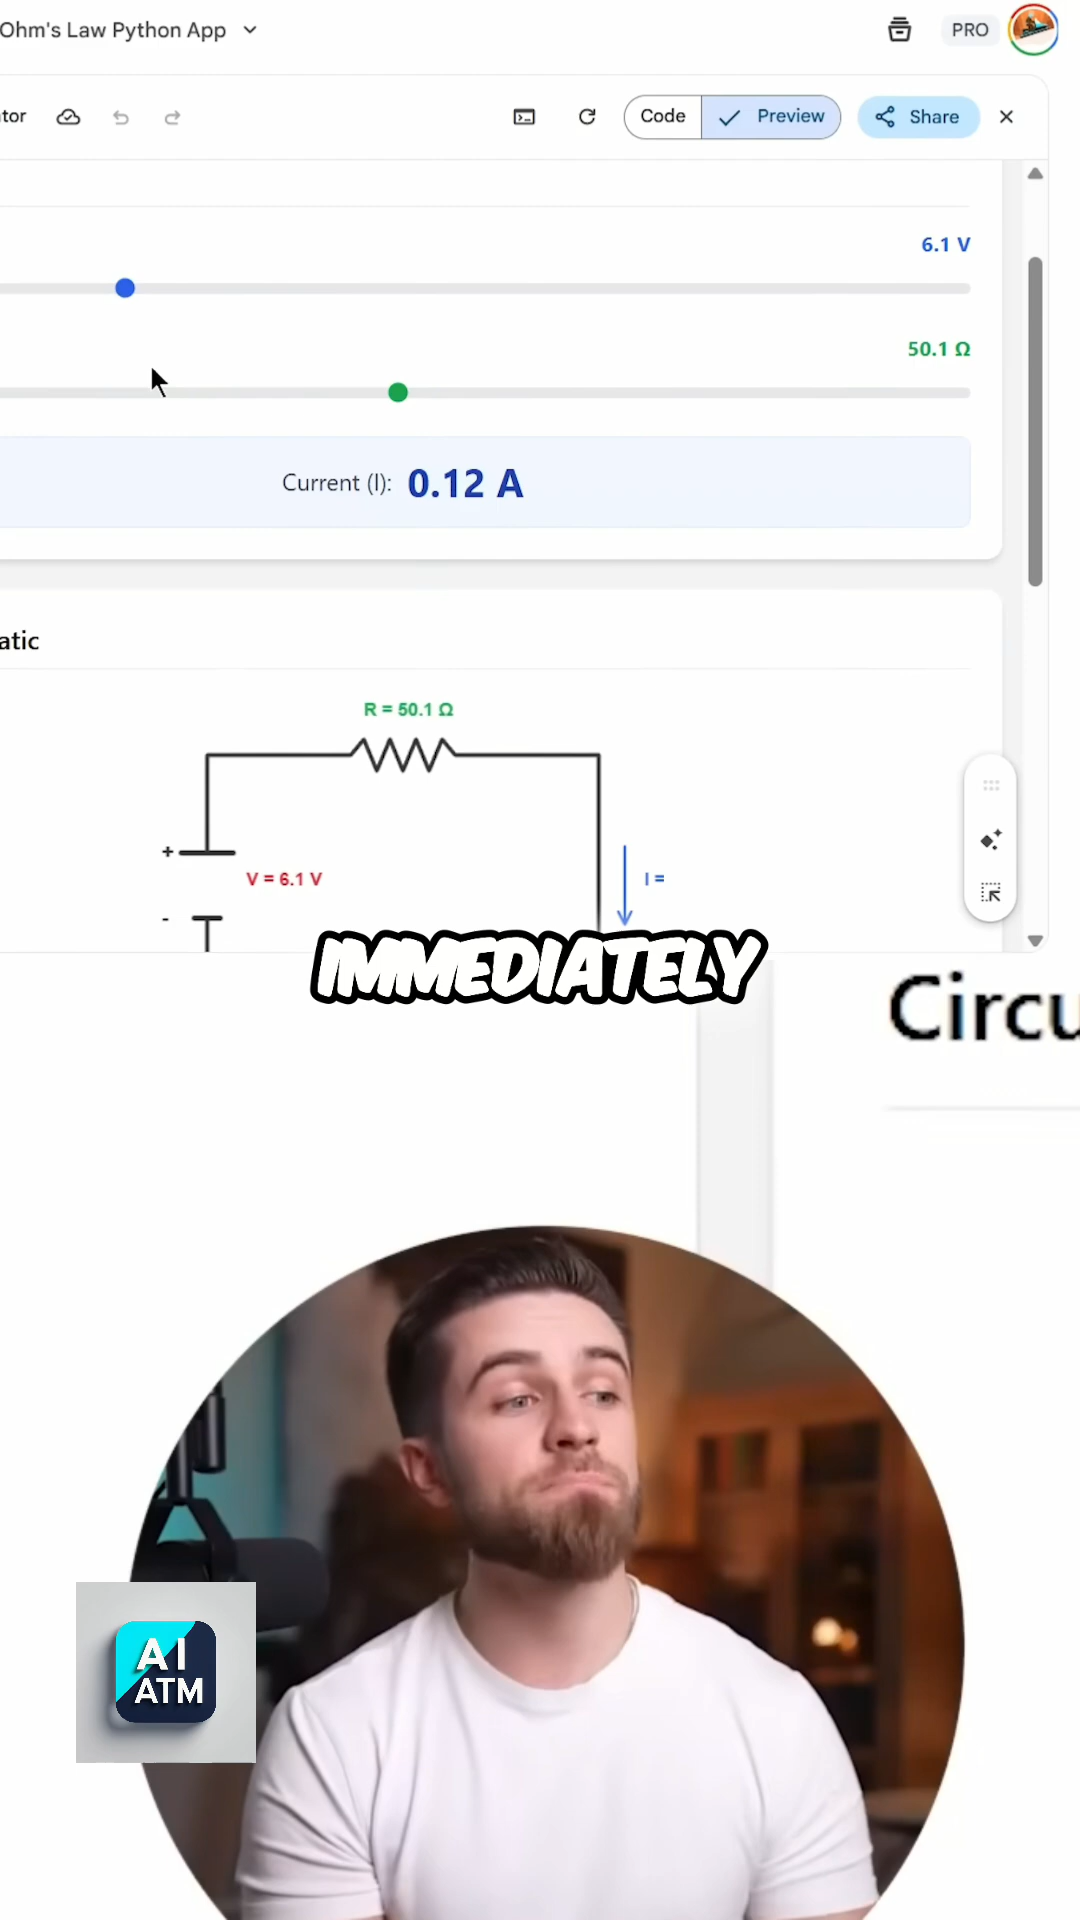 Ohm's Law Python App
PRO
tor
Code
Preview
Share
6.1 V
50.1 Ω
Current (I): 0.12 A
atic
R = 50.1 Ω
+
V = 6.1 V
I =
-
IMMEDIATELY
Circu
AI
ATM